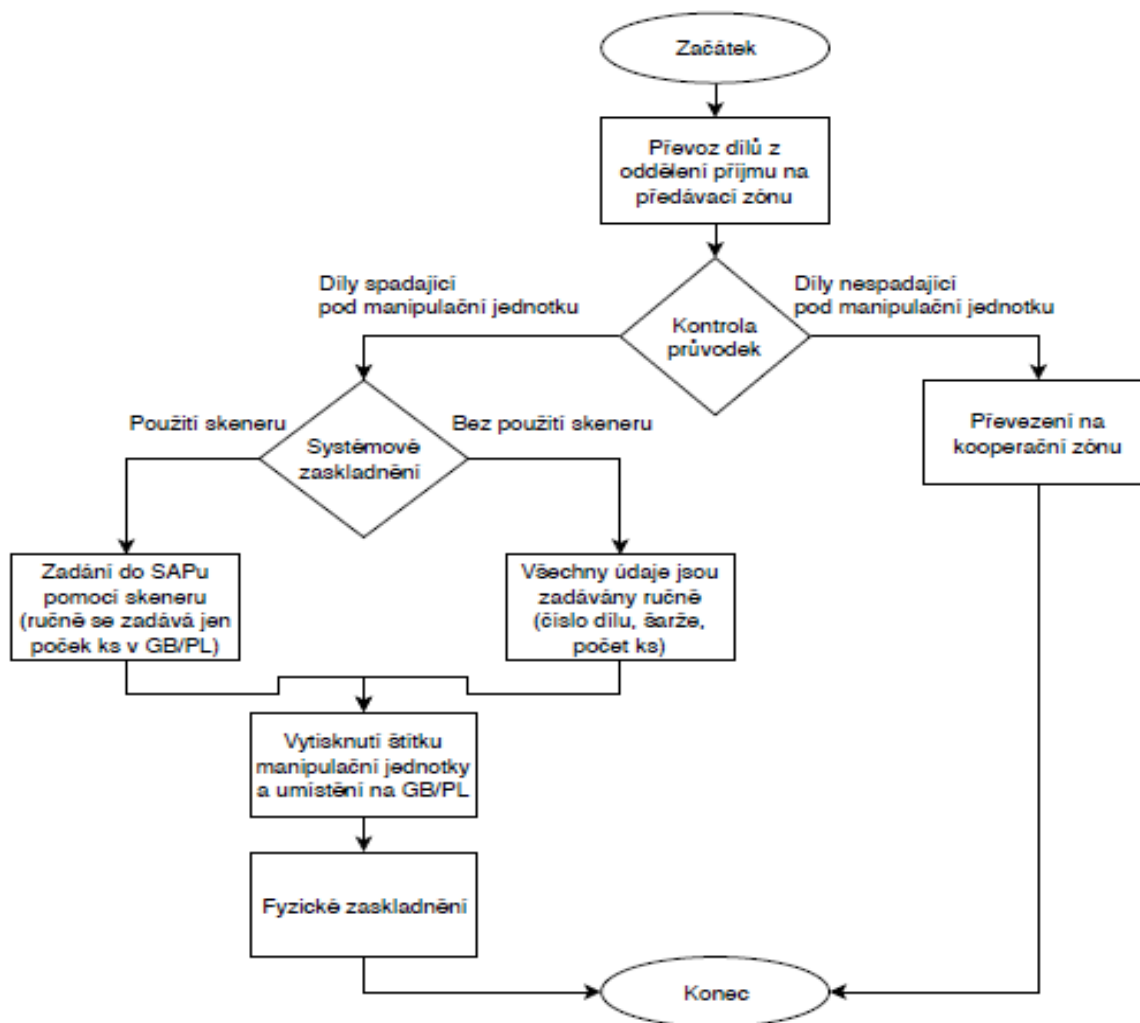 Začátek
Převoz dílů z
oddělení příjmu na
předávací zónu
Díly spadající
pod manipulační jednotku
Díly nespadající
pod manipulační jednotku
Kontrola
průvodek
Použití skeneru
Bez použití skeneru
Systémové
zaskladnění
Převezení na
kooperační zónu
Zadání do SAPu
pomocí skeneru
(ručně se zadává jen
poček ks v GB/PL)
Všechny údaje jsou
zadávány ručně
(číslo dílu, šarže,
počet ks)
Vytisknutí štítku
manipulační jednotky
a umístění na GB/PL
Fyzické zaskladnění
Konec